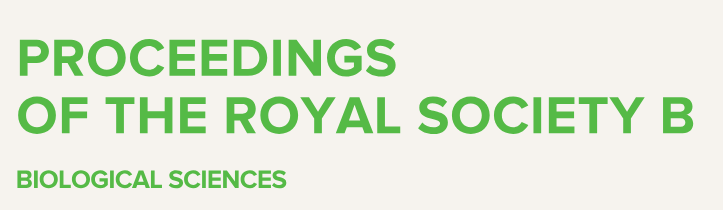 PROCEEDINGS
OF THE ROYAL SOCIETY B
BIOLOGICAL SCIENCES